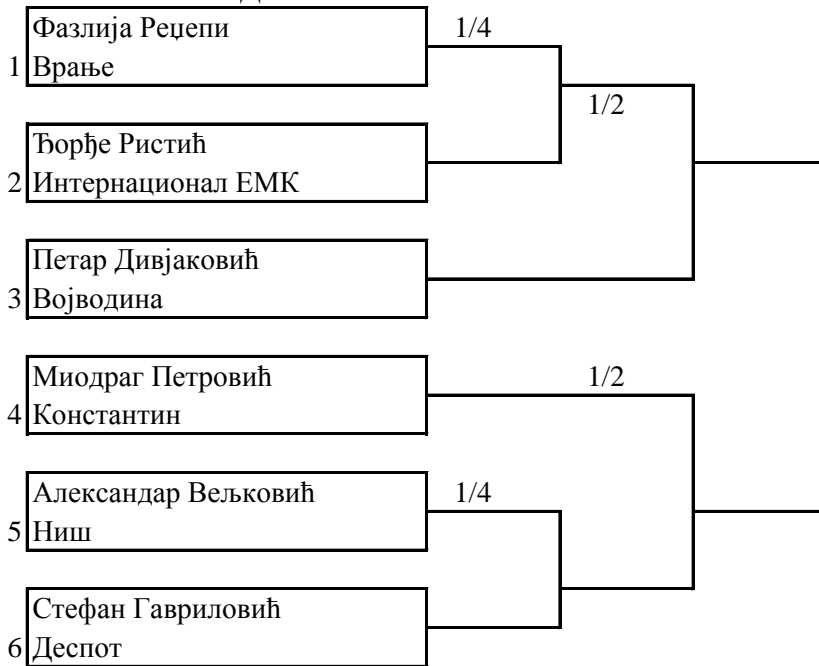 Фазлија Реџепи
1/4
1 Врање
1/2
Ђорђе Ристић
2 Интернационал ЕМК
Петар Дивјаковић
3 Војводина
Миодраг Петровић
1/2
4 Константин
Александар Вељковић
1/4
5 Ниш
Стефан Гавриловић
6 Деспот